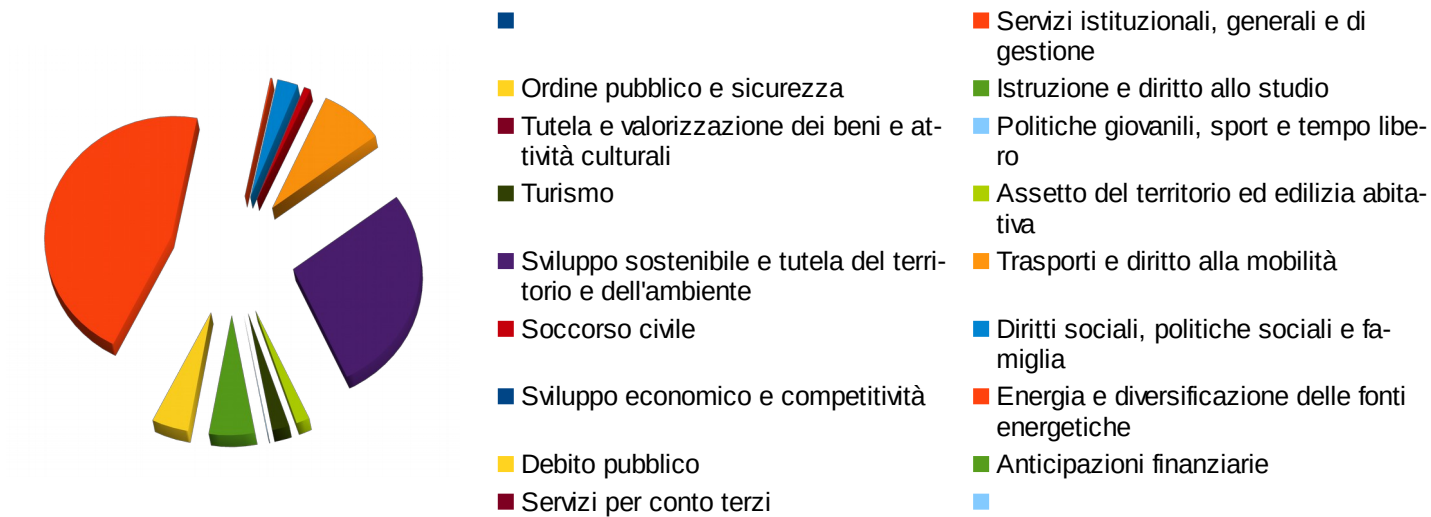 Servizi istituzionali, generali e di
gestione
Ordine pubblico e sicurezza
Istruzione e diritto allo studio
Tutela e valorizzazione dei beni e at-
tività culturali
Politiche giovanili, sport e tempo libe-
ro
Turismo
Assetto del territorio ed edilizia abita-
tiva
Sviluppo sostenibile e tutela del terri-
torio e dell'ambiente
Trasporti e diritto alla mobilità
Soccorso civile
Diritti sociali, politiche sociali e fa-
miglia
Sviluppo economico e competitività
Energia e diversificazione delle fonti
energetiche
Debito pubblico
Anticipazioni finanziarie
Servizi per conto terzi